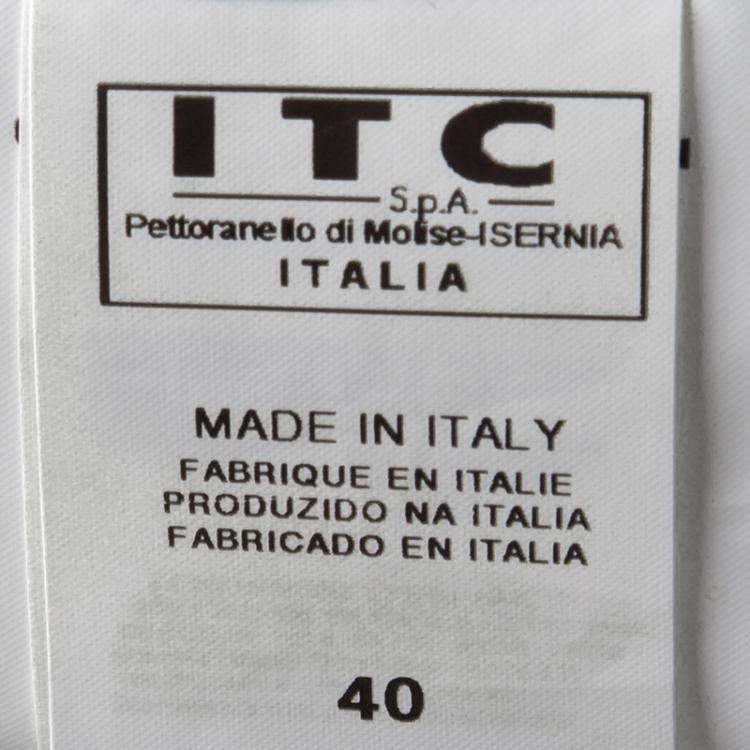 ITC
S.p.A.
Pettoranello di Molise-ISERNIA
ITALIA
MADE IN ITALY
FABRIQUE EN ITALIE
PRODUZIDO NA ITALIA
FABRICADO EN ITALIA
40